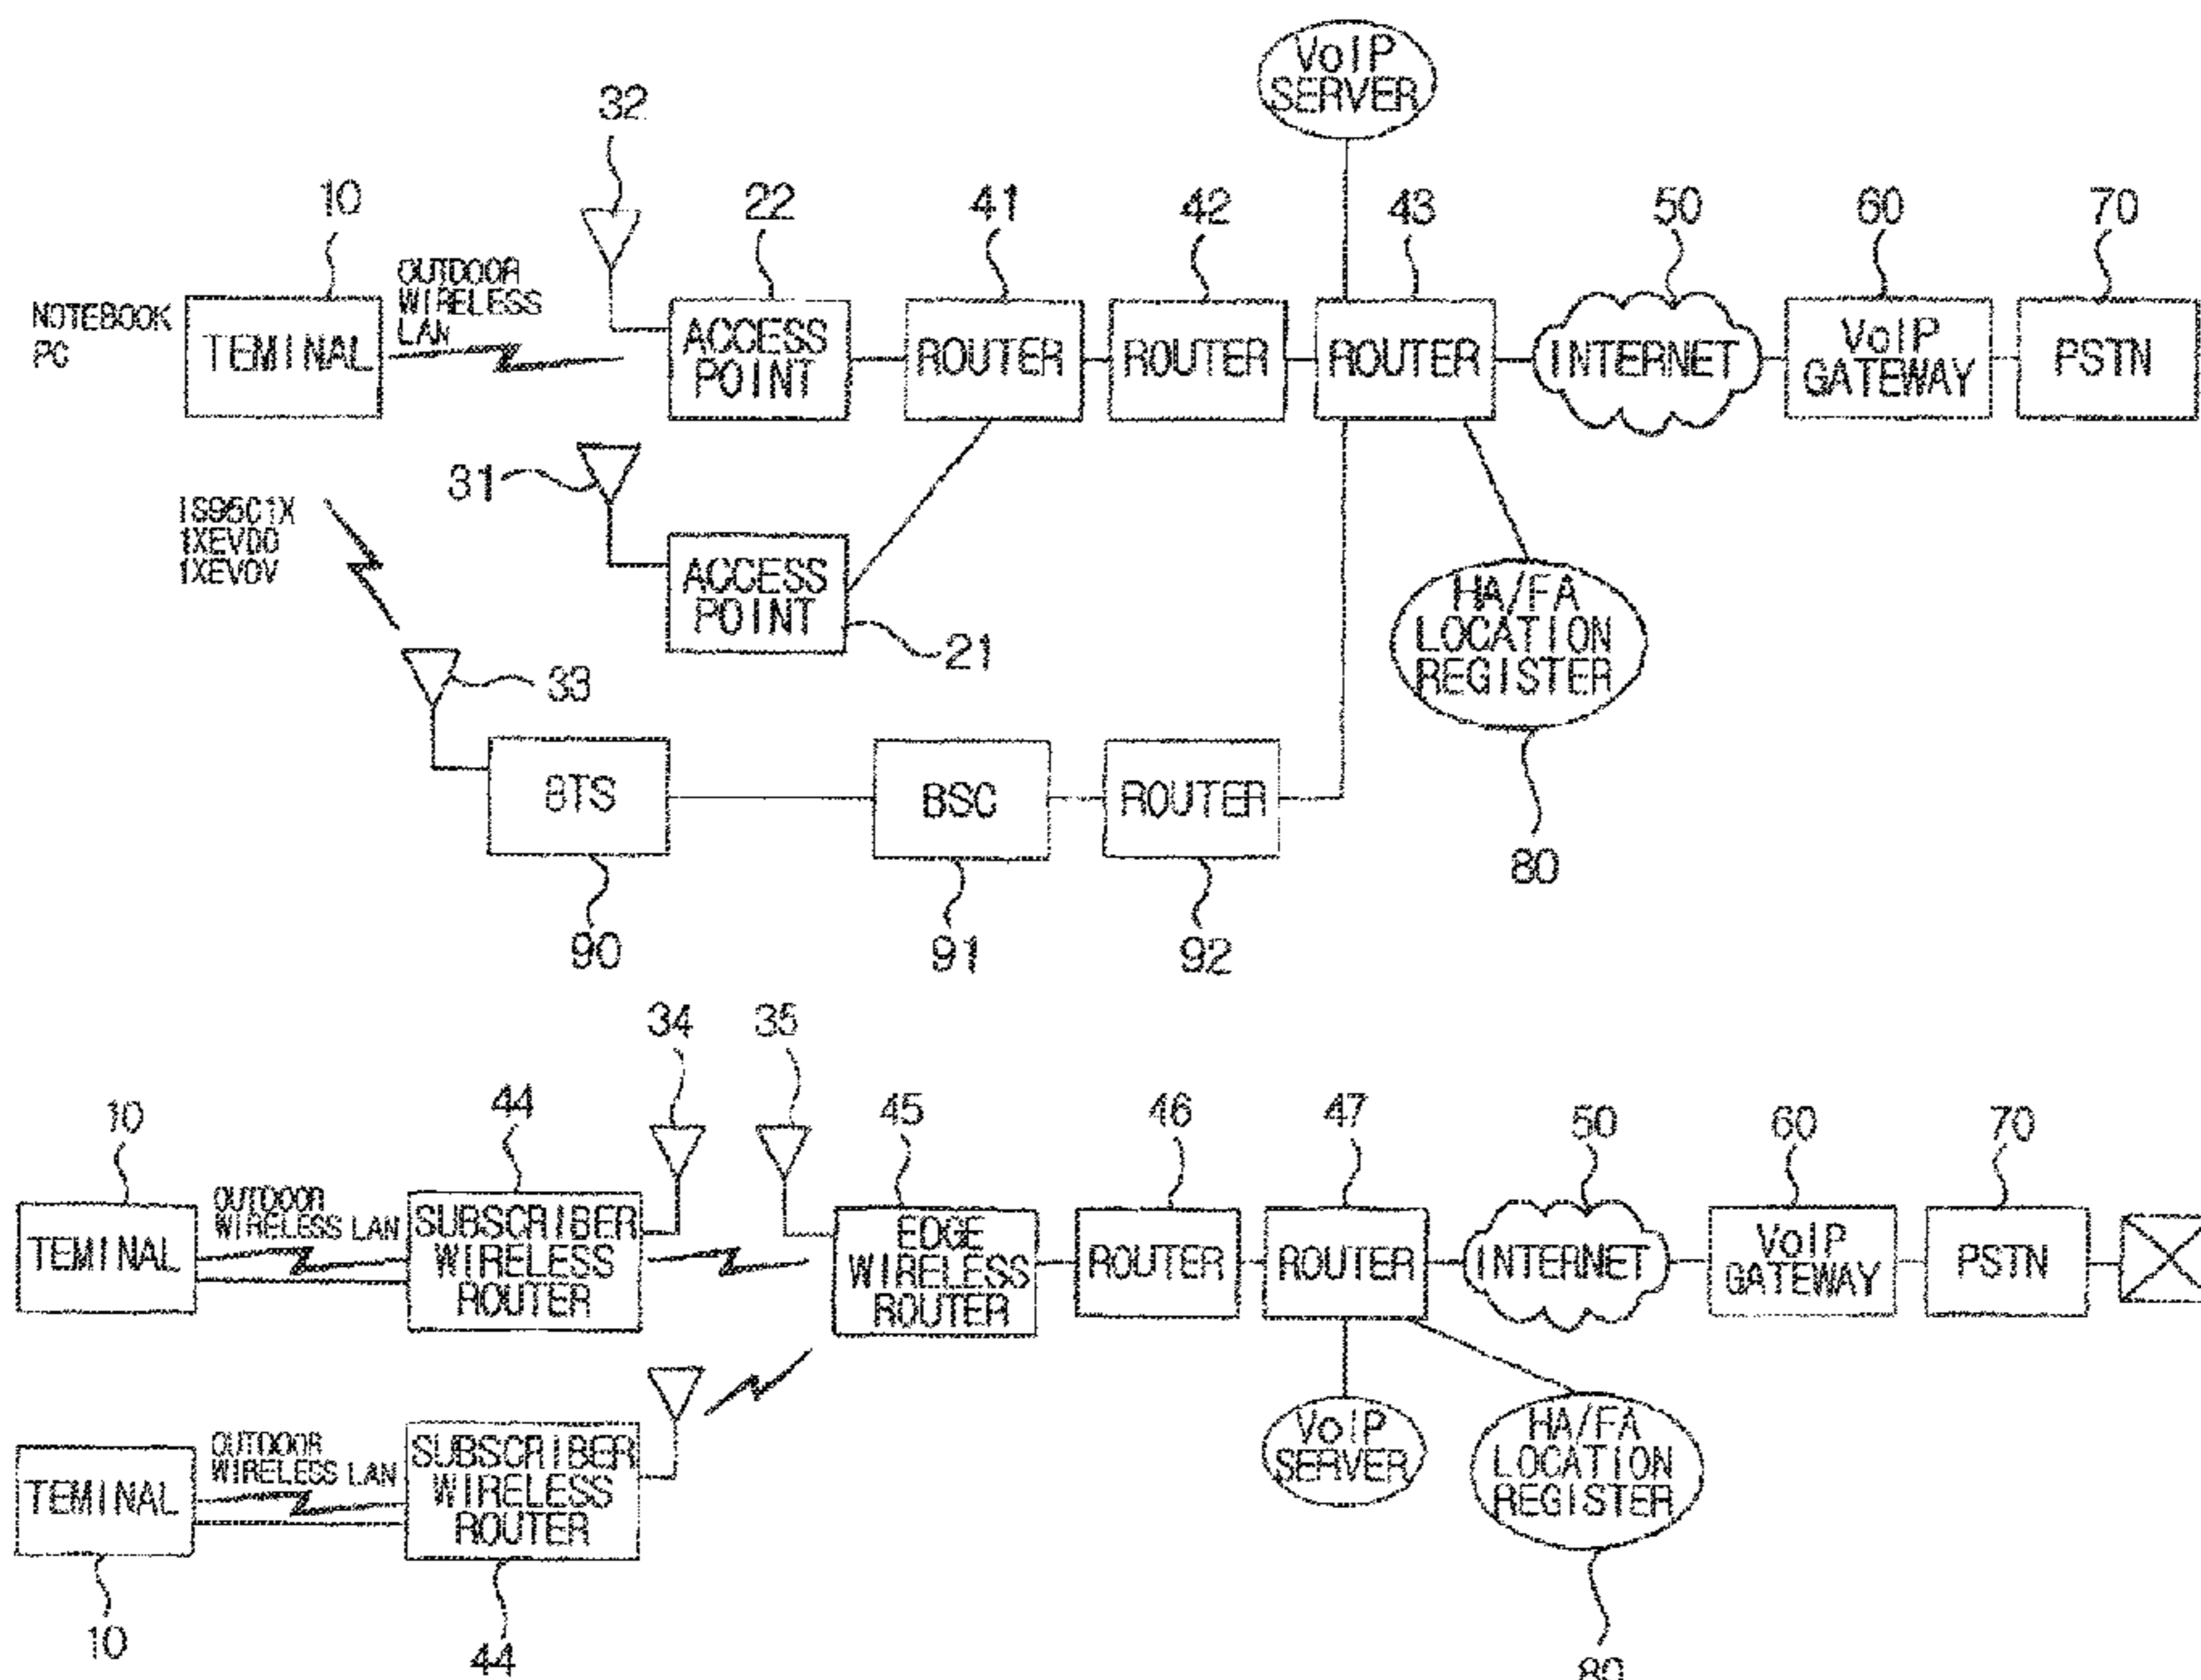 VoIP
SERVER
32
10
22
41
42
43
50
60
70
NOTEBOOK
PC
TEMINAL
OUTDOOR
WIRELESS
LAN
ACCESS
POINT
ROUTER
ROUTER
ROUTER
INTERNET
VoIP
GATEWAY
PSTN
31
IS95C1X
1XEVDO
1XEVDV
ACCESS
POINT
21
HA/FA
LOCATION
REGISTER
33
BTS
BSC
ROUTER
80
90
91
92
34
35
10
44
45
46
47
50
60
70
TEMINAL
OUTDOOR
WIRELESS LAN
SUBSCRIBER
WIRELESS
ROUTER
EDGE
WIRELESS
ROUTER
ROUTER
ROUTER
INTERNET
VoIP
GATEWAY
PSTN
TEMINAL
OUTDOOR
WIRELESS LAN
SUBSCRIBER
WIRELESS
ROUTER
VoIP
SERVER
HA/FA
LOCATION
REGISTER
10
44
80